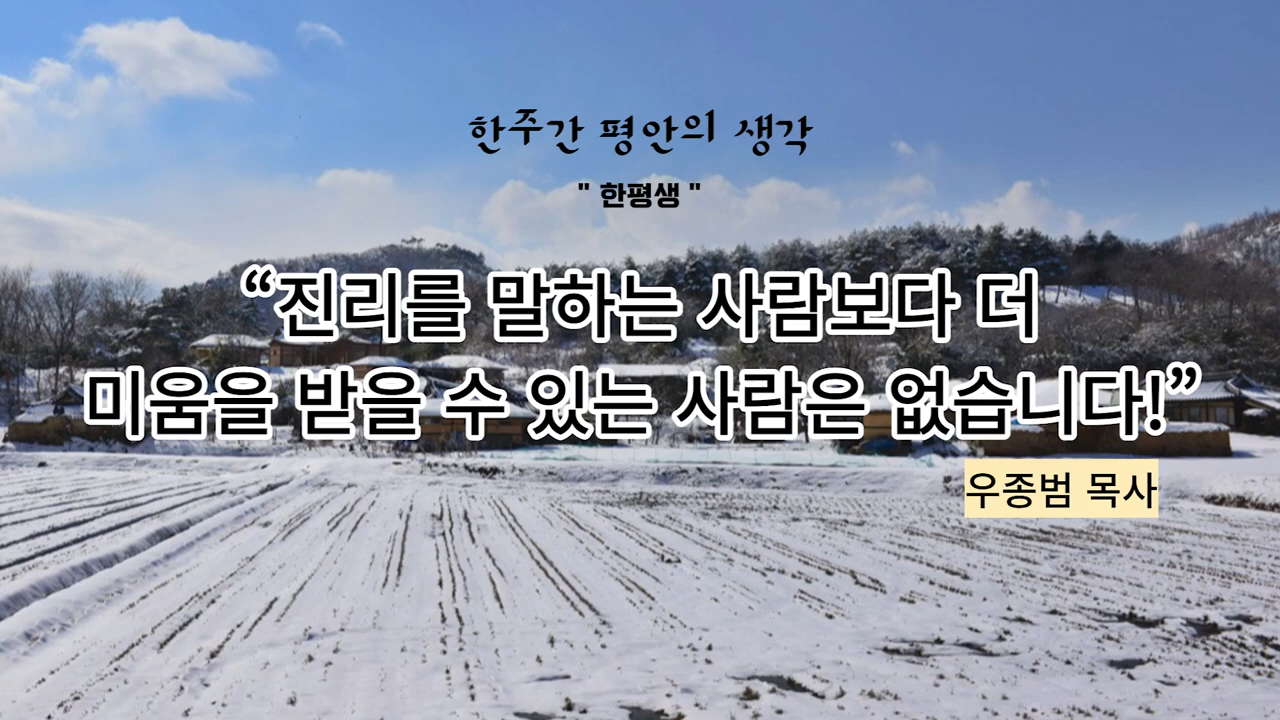 한주간 평안의 생각
" 한평생 "
“진리를 말하는 사람보다 더
미움을 받을 수 있는 사람은 없습니다!”
우종범 목사